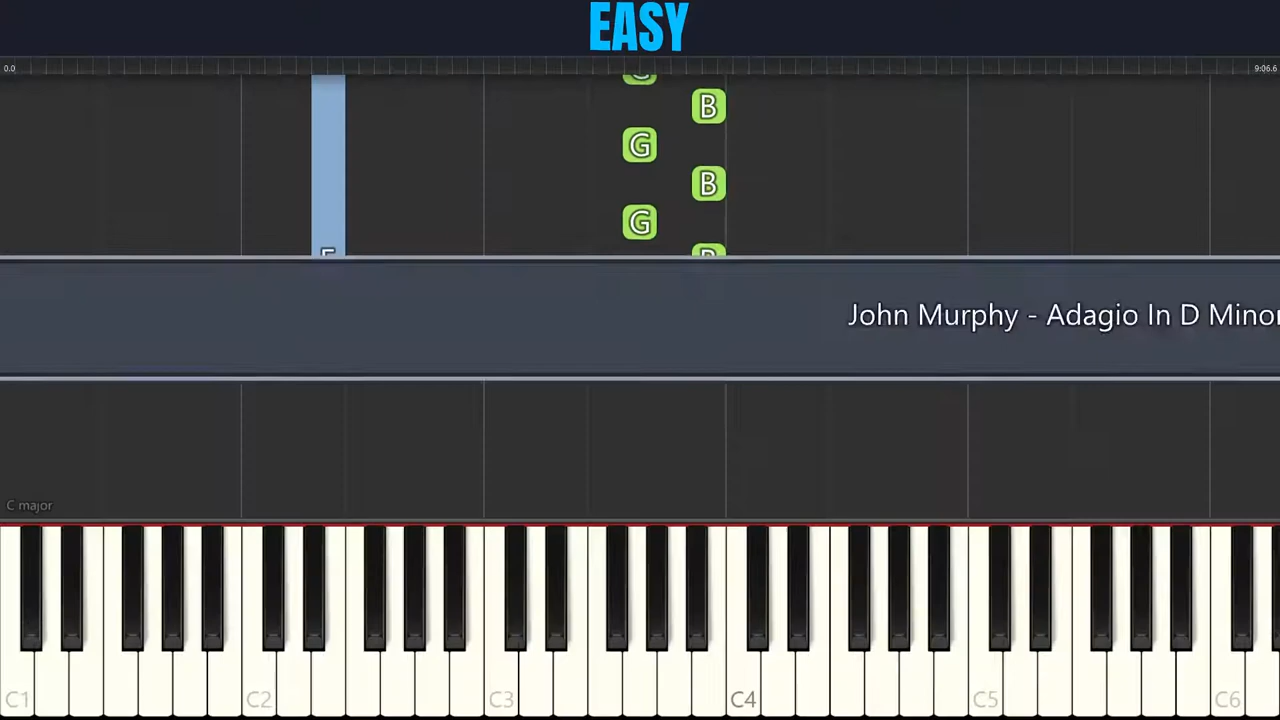 EASY
0.0 9:06.6
G
B
G
B
G
John Murphy - Adagio In D Minor
C major
C1 C2 C3 C4 C5 C6